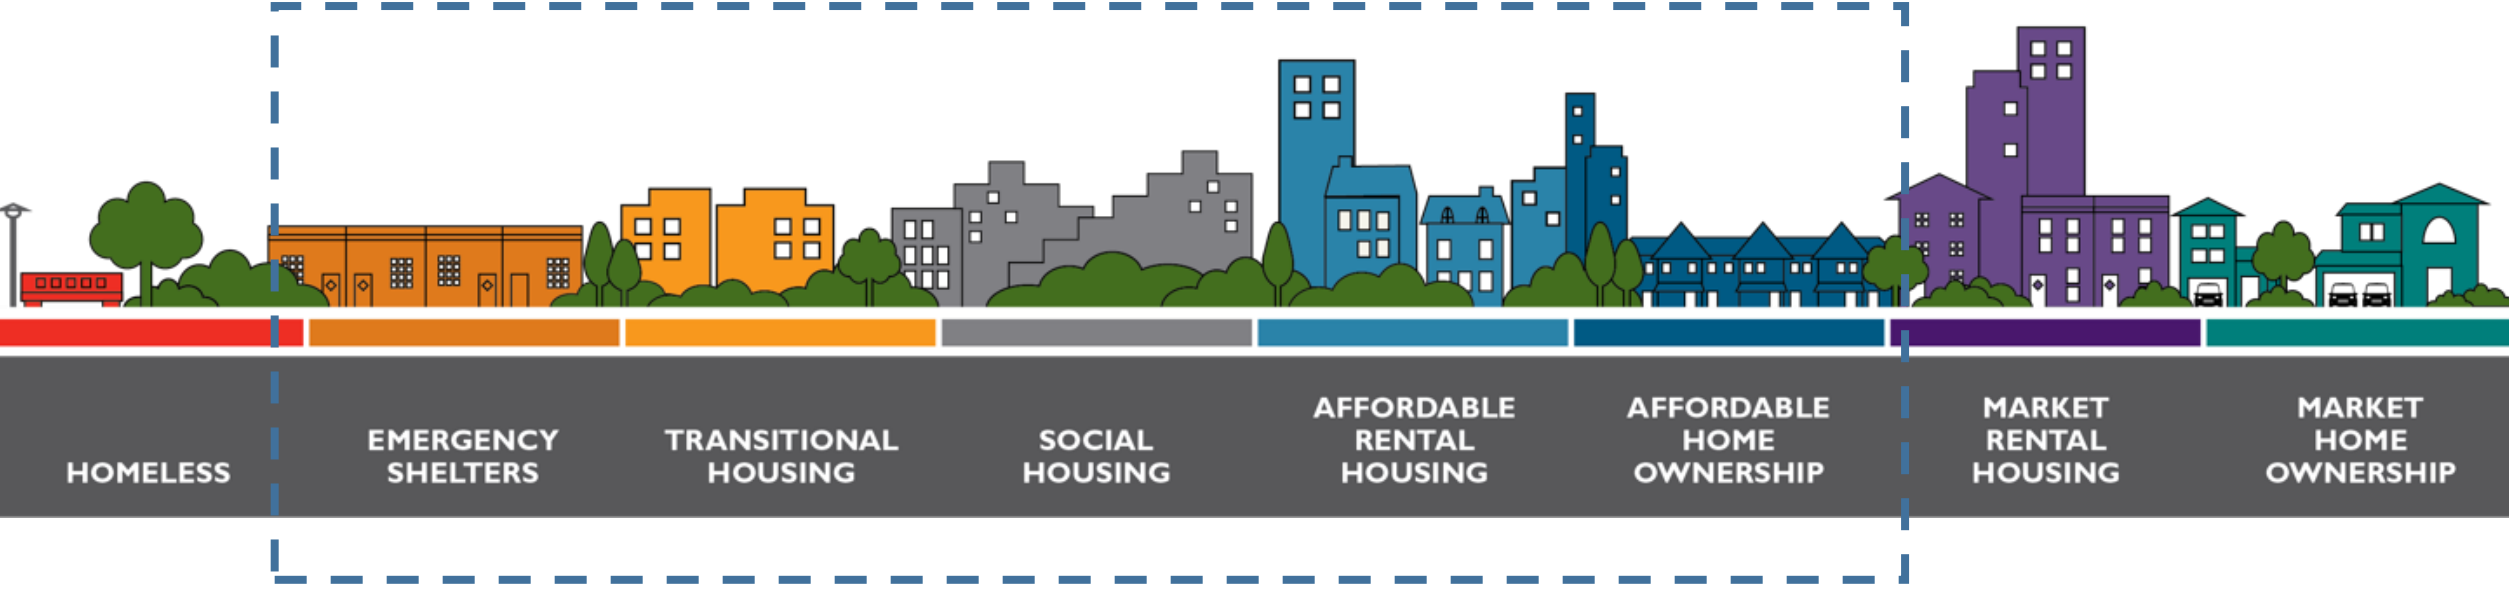 HOMELESS
EMERGENCY
SHELTERS
TRANSITIONAL
HOUSING
SOCIAL
HOUSING
AFFORDABLE
RENTAL
HOUSING
AFFORDABLE
HOME
OWNERSHIP
MARKET
RENTAL
HOUSING
MARKET
HOME
OWNERSHIP